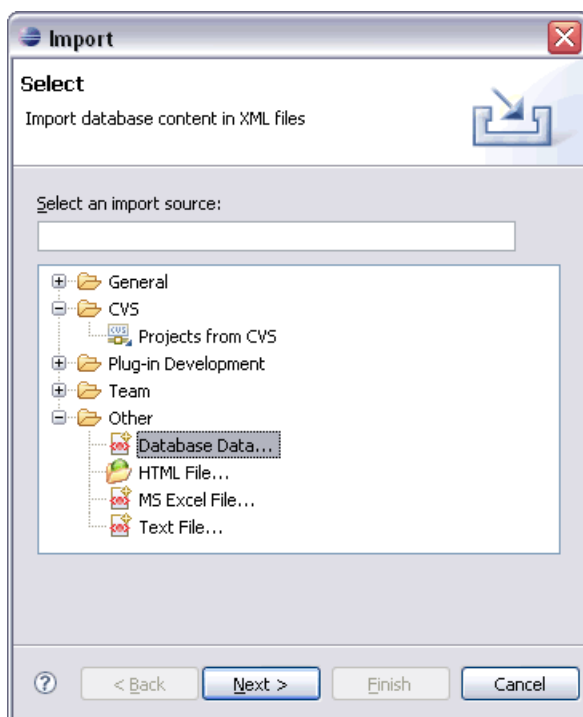 Import
Select
Import database content in XML files
Select an import source:
General
CVS
Projects from CVS
Plug-in Development
Team
Other
Database Data...
HTML File...
MS Excel File...
Text File...
< Back Next > Finish Cancel